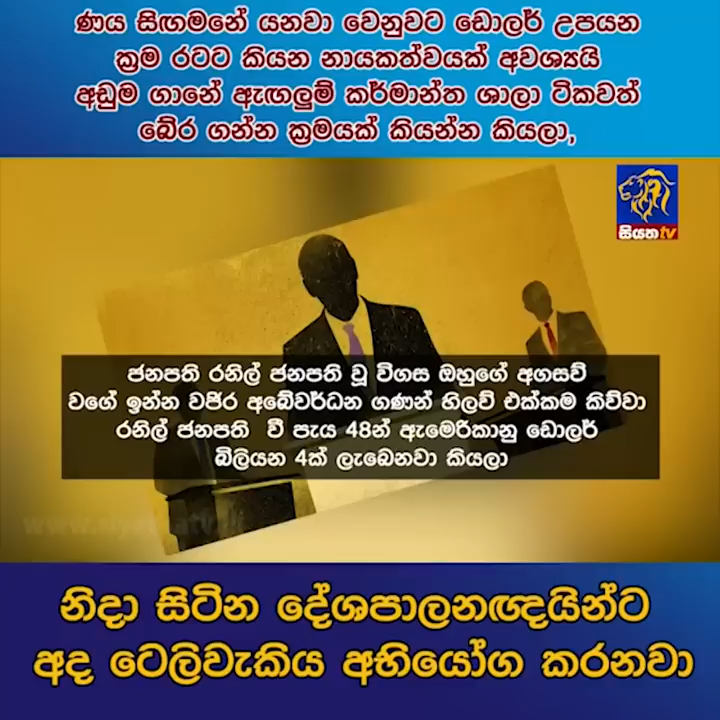 ණය සිඟමනේ යනවා වෙනුවට ඩොලර් උපයන
ක්‍රම රටට කියන නායකත්වයක් අවශ්‍යයි
අඩුම ගානේ ඇඟලුම් කර්මාන්ත ශාලා ටිකවත්
බේර ගන්න ක්‍රමයක් කියන්න කියලා,
සියත tv
ජනපති රනිල් ජනපති වූ විගස ඔහුගේ අගසව්
වගේ ඉන්න වජිර අබේවර්ධන ගණන් හිලව් එක්කම කිව්වා
රනිල් ජනපති වී පැය 48න් ඇමෙරිකානු ඩොලර්
බිලියන 4ක් ලැබෙනවා කියලා
නිදා සිටින දේශපාලනඥයින්ට
අද ටෙලිවැකිය අභියෝග කරනවා